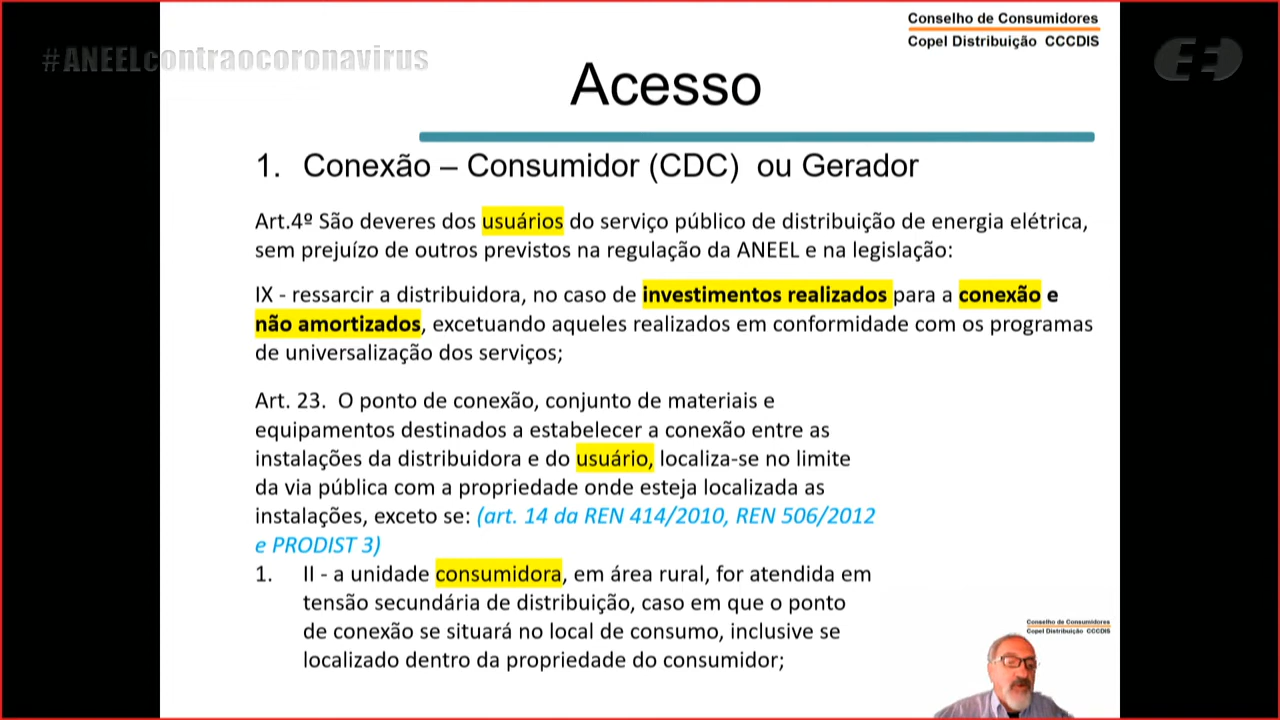 Conselho de Consumidores
Copel Distribuição CCCDIS
#ANEELcontraocoronavirus
Acesso
1. Conexão – Consumidor (CDC) ou Gerador
Art.4º São deveres dos usuários do serviço público de distribuição de energia elétrica,
sem prejuízo de outros previstos na regulação da ANEEL e na legislação:
IX - ressarcir a distribuidora, no caso de investimentos realizados para a conexão e
não amortizados, excetuando aqueles realizados em conformidade com os programas
de universalização dos serviços;
Art. 23. O ponto de conexão, conjunto de materiais e
equipamentos destinados a estabelecer a conexão entre as
instalações da distribuidora e do usuário, localiza-se no limite
da via pública com a propriedade onde esteja localizada as
instalações, exceto se: (art. 14 da REN 414/2010, REN 506/2012
e PRODIST 3)
1. II - a unidade consumidora, em área rural, for atendida em
tensão secundária de distribuição, caso em que o ponto
de conexão se situará no local de consumo, inclusive se
localizado dentro da propriedade do consumidor;
Conselho de Consumidores
Copel Distribuição CCCDIS